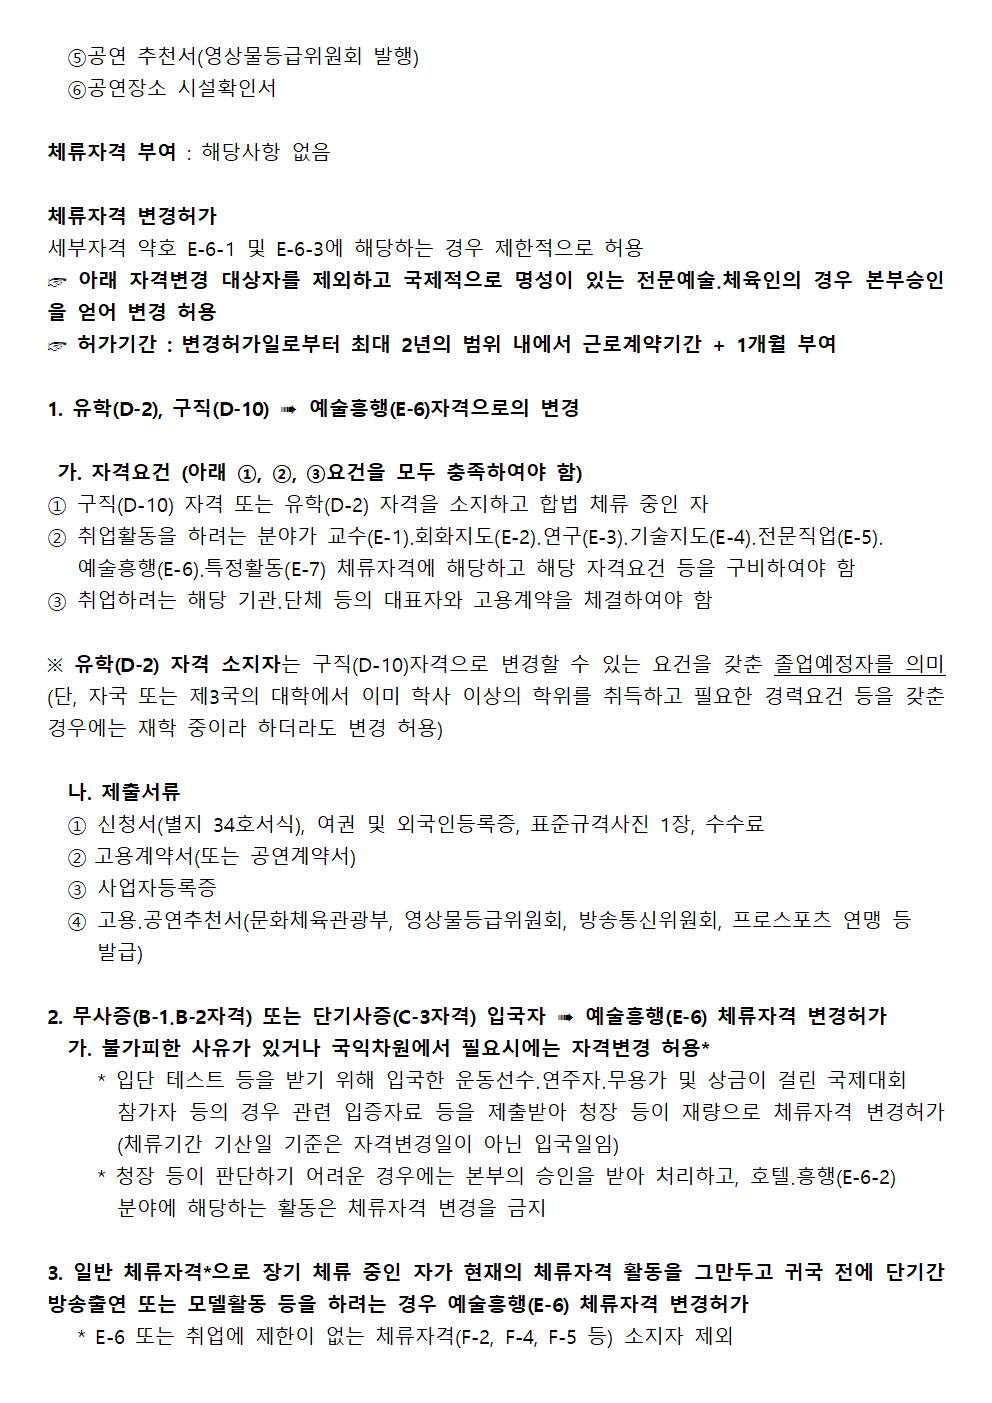 ⑤공연 추천서(영상물등급위원회 발행)
⑥공연장소 시설확인서
체류자격 부여 : 해당사항 없음
체류자격 변경허가
세부자격 약호 E-6-1 및 E-6-3에 해당하는 경우 제한적으로 허용
☞ 아래 자격변경 대상자를 제외하고 국제적으로 명성이 있는 전문예술.체육인의 경우 본부승인
을 얻어 변경 허용
☞ 허가기간 : 변경허가일로부터 최대 2년의 범위 내에서 근로계약기간 + 1개월 부여
1. 유학(D-2), 구직(D-10) ➠ 예술흥행(E-6)자격으로의 변경
가. 자격요건 (아래 ①, ②, ③요건을 모두 충족하여야 함)
① 구직(D-10) 자격 또는 유학(D-2) 자격을 소지하고 합법 체류 중인 자
② 취업활동을 하려는 분야가 교수(E-1).회화지도(E-2).연구(E-3).기술지도(E-4).전문직업(E-5).
예술흥행(E-6).특정활동(E-7) 체류자격에 해당하고 해당 자격요건 등을 구비하여야 함
③ 취업하려는 해당 기관.단체 등의 대표자와 고용계약을 체결하여야 함
※ 유학(D-2) 자격 소지자는 구직(D-10)자격으로 변경할 수 있는 요건을 갖춘 졸업예정자를 의미
(단, 자국 또는 제3국의 대학에서 이미 학사 이상의 학위를 취득하고 필요한 경력요건 등을 갖춘
경우에는 재학 중이라 하더라도 변경 허용)
나. 제출서류
① 신청서(별지 34호서식), 여권 및 외국인등록증, 표준규격사진 1장, 수수료
② 고용계약서(또는 공연계약서)
③ 사업자등록증
④ 고용.공연추천서(문화체육관광부, 영상물등급위원회, 방송통신위원회, 프로스포츠 연맹 등
발급)
2. 무사증(B-1.B-2자격) 또는 단기사증(C-3자격) 입국자 ➠ 예술흥행(E-6) 체류자격 변경허가
가. 불가피한 사유가 있거나 국익차원에서 필요시에는 자격변경 허용*
* 입단 테스트 등을 받기 위해 입국한 운동선수.연주자.무용가 및 상금이 걸린 국제대회
참가자 등의 경우 관련 입증자료 등을 제출받아 청장 등이 재량으로 체류자격 변경허가
(체류기간 기산일 기준은 자격변경일이 아닌 입국일임)
* 청장 등이 판단하기 어려운 경우에는 본부의 승인을 받아 처리하고, 호텔.흥행(E-6-2)
분야에 해당하는 활동은 체류자격 변경을 금지
3. 일반 체류자격*으로 장기 체류 중인 자가 현재의 체류자격 활동을 그만두고 귀국 전에 단기간
방송출연 또는 모델활동 등을 하려는 경우 예술흥행(E-6) 체류자격 변경허가
* E-6 또는 취업에 제한이 없는 체류자격(F-2, F-4, F-5 등) 소지자 제외